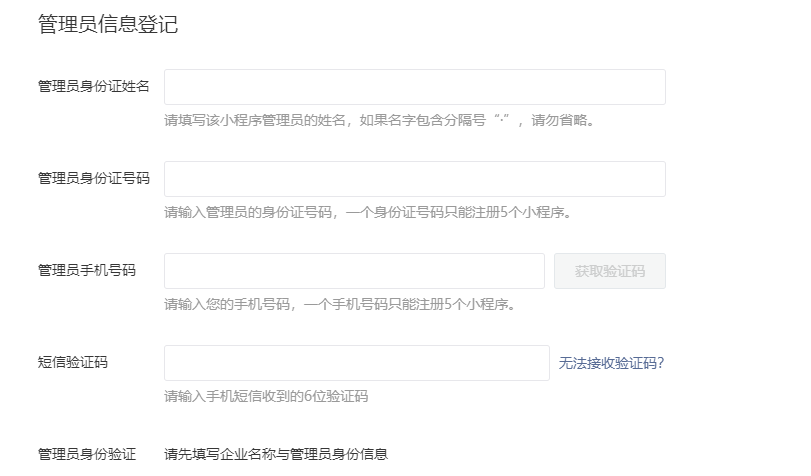 管理员信息登记
管理员身份证姓名
请填写该小程序管理员的姓名，如果名字包含分隔号“·”，请勿省略。
管理员身份证号码
请输入管理员的身份证号码，一个身份证号码只能注册5个小程序。
管理员手机号码 获取验证码
请输入您的手机号码，一个手机号码只能注册5个小程序。
短信验证码 无法接收验证码？
请输入手机短信收到的6位验证码
管理员身份验证 请先填写企业名称与管理员身份信息